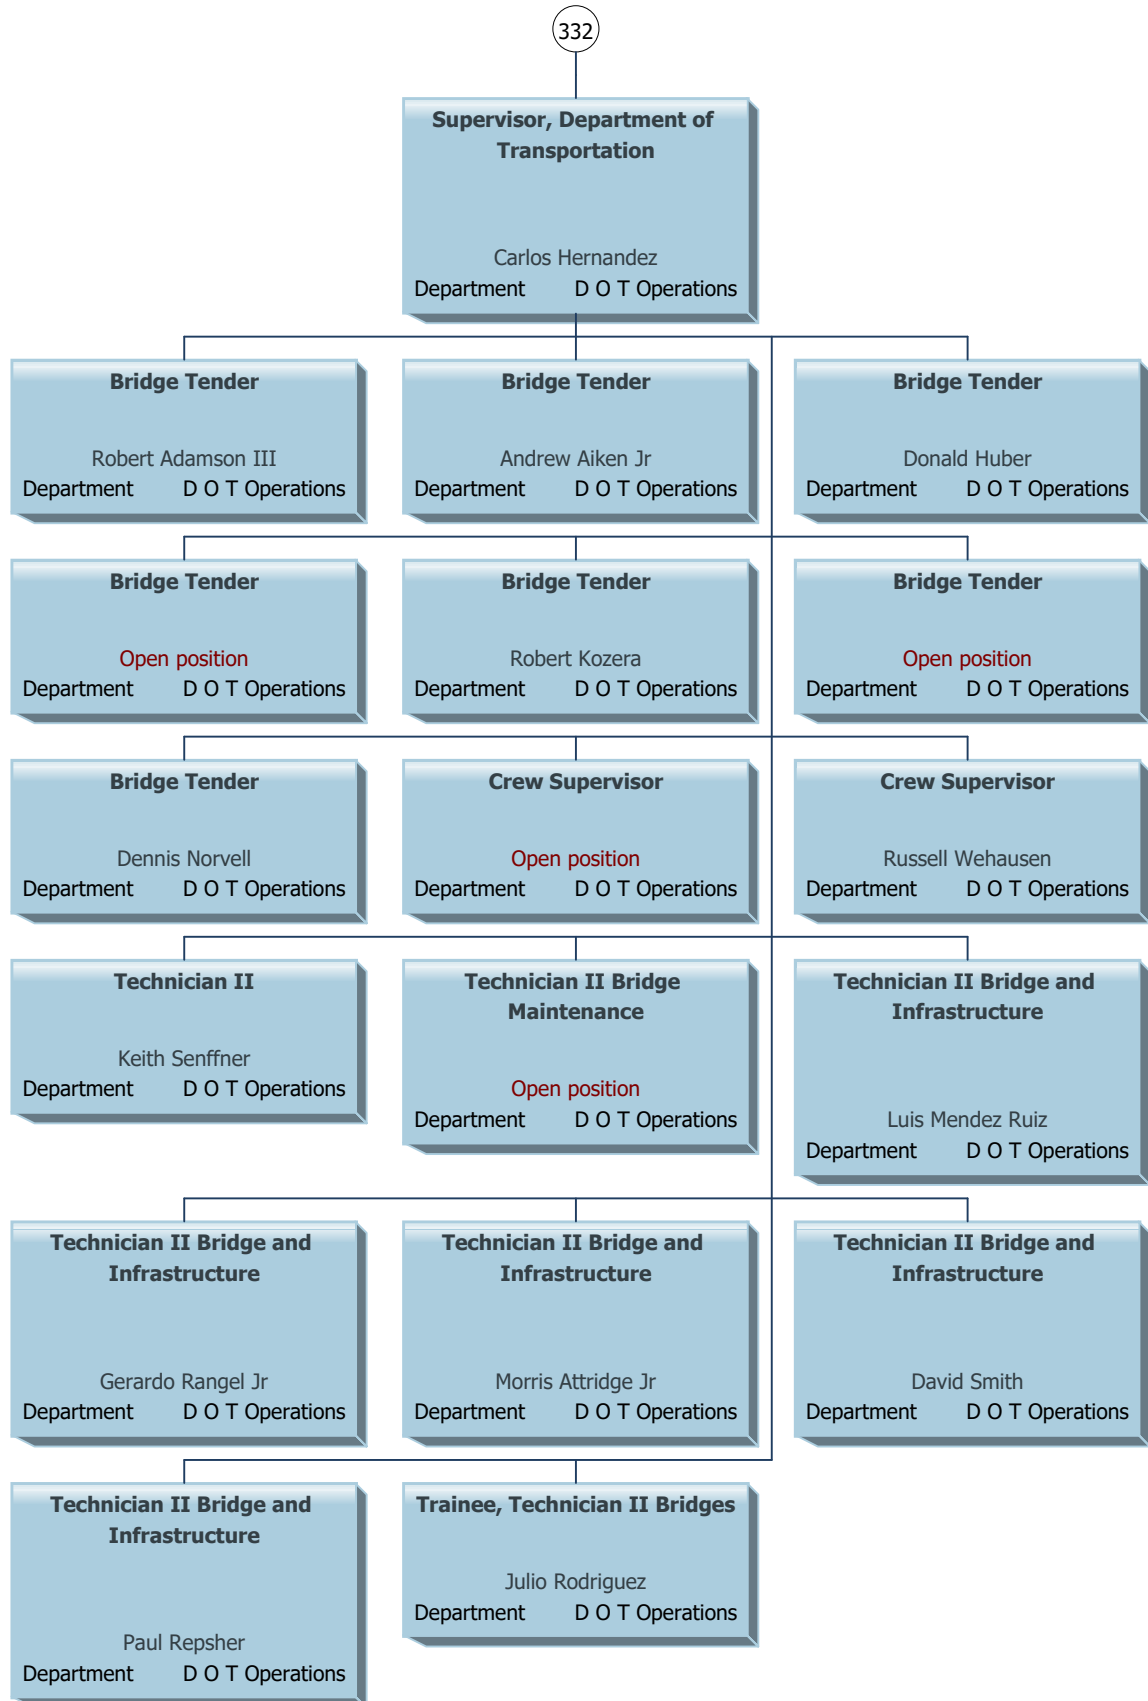 332
Supervisor, Department of
Transportation
Carlos Hernandez
Department D O T Operations
Bridge Tender
Robert Adamson III
Department D O T Operations
Bridge Tender
Andrew Aiken Jr
Department D O T Operations
Bridge Tender
Donald Huber
Department D O T Operations
Bridge Tender
Open position
Department D O T Operations
Bridge Tender
Robert Kozera
Department D O T Operations
Bridge Tender
Open position
Department D O T Operations
Bridge Tender
Dennis Norvell
Department D O T Operations
Crew Supervisor
Open position
Department D O T Operations
Crew Supervisor
Russell Wehausen
Department D O T Operations
Technician II
Keith Senffner
Department D O T Operations
Technician II Bridge
Maintenance
Open position
Department D O T Operations
Technician II Bridge and
Infrastructure
Luis Mendez Ruiz
Department D O T Operations
Technician II Bridge and
Infrastructure
Gerardo Rangel Jr
Department D O T Operations
Technician II Bridge and
Infrastructure
Morris Attridge Jr
Department D O T Operations
Technician II Bridge and
Infrastructure
David Smith
Department D O T Operations
Technician II Bridge and
Infrastructure
Paul Repsher
Department D O T Operations
Trainee, Technician II Bridges
Julio Rodriguez
Department D O T Operations